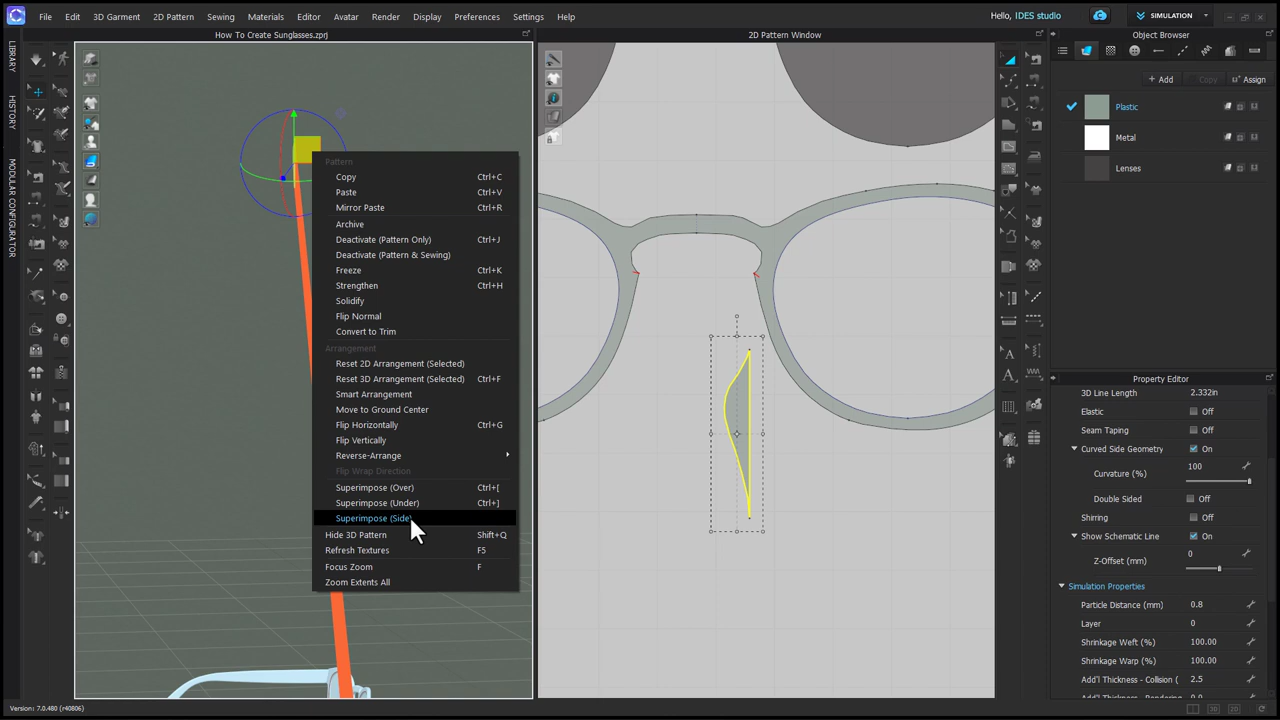 File Edit 3D Garment 2D Pattern Sewing Materials Editor Avatar Render Display Preferences Settings Help
Hello, IDES studio
SIMULATION
How To Create Sunglasses.zprj
2D Pattern Window
Object Browser
LIBRARY
HISTORY
MODULAR CONFIGURATOR
+ Add
Copy
Assign
Plastic
Metal
Lenses
Pattern
Copy Ctrl+C
Paste Ctrl+V
Mirror Paste Ctrl+R
Archive
Deactivate (Pattern Only) Ctrl+J
Deactivate (Pattern & Sewing)
Freeze Ctrl+K
Strengthen Ctrl+H
Solidify
Flip Normal
Convert to Trim
Arrangement
Reset 2D Arrangement (Selected)
Reset 3D Arrangement (Selected) Ctrl+F
Smart Arrangement
Move to Ground Center
Flip Horizontally Ctrl+G
Flip Vertically
Reverse-Arrange
Flip Wrap Direction
Superimpose (Over) Ctrl+[
Superimpose (Under) Ctrl+]
Superimpose (Side)
Hide 3D Pattern Shift+Q
Refresh Textures F5
Focus Zoom F
Zoom Extents All
Property Editor
3D Line Length 2.332in
Elastic Off
Seam Taping Off
Curved Side Geometry On
Curvature (%) 100
Double Sided Off
Shirring Off
Show Schematic Line On
Z-Offset (mm) 0
Simulation Properties
Particle Distance (mm) 0.8
Layer 0
Shrinkage Weft (%) 100.00
Shrinkage Warp (%) 100.00
Add'l Thickness - Collision ( 2.5
Version: 7.0.480 (r40806)
3D
2D